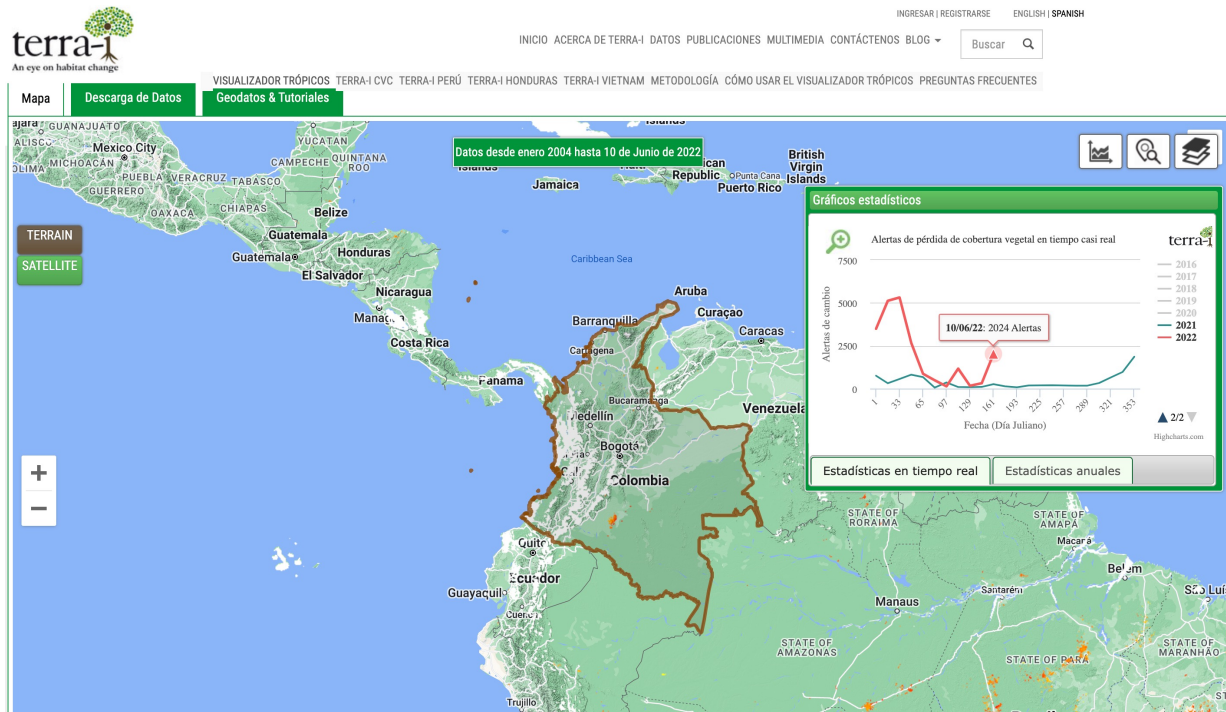 INGRESAR | REGISTRARSE ENGLISH | SPANISH
terra-i
An eye on habitat change
INICIO ACERCA DE TERRA-I DATOS PUBLICACIONES MULTIMEDIA CONTÁCTENOS BLOG
Buscar
VISUALIZADOR TRÓPICOS TERRA-I CVC TERRA-I PERÚ TERRA-I HONDURAS TERRA-I VIETNAM METODOLOGÍA CÓMO USAR EL VISUALIZADOR TRÓPICOS PREGUNTAS FRECUENTES
Mapa
Descarga de Datos
Geodatos & Tutoriales
Datos desde enero 2004 hasta 10 de Junio de 2022
GUANAJUATO
Mexico City
MICHOACÁN
PUEBLA
VERACRUZ
TABASCO
GUERRERO
OAXACA
CHIAPAS
YUCATAN
CAMPECHE
QUINTANA
ROO
Belize
Guatemala
Guatemala
Honduras
El Salvador
Nicaragua
Costa Rica
Panama
Jamaica
Republic
Punta Cana
Puerto Rico
British
Virgin
Islands
Caribbean Sea
Aruba
Curaçao
Barranquilla
Cartagena
Caracas
Bucaramanga
Venezuela
Medellín
Bogotá
Colombia
Quito
Ecuador
Guayaquil
Trujillo
STATE OF
RORAIMA
STATE OF
AMAPÁ
Macapá
Belém
Santarém
Manaus
STATE OF
AMAZONAS
STATE OF PARÁ
STATE OF
MARANHÃO
TERRAIN
SATELLITE
+
−
Gráficos estadísticos
Alertas de pérdida de cobertura vegetal en tiempo casi real
terra-i
7500
5000
2500
0
Alertas de cambio
10/06/22: 2024 Alertas
1 33 65 97 129 161 193 225 257 289 321 353
Fecha (Día Juliano)
2016
2017
2018
2019
2020
2021
2022
2/2
Highcharts.com
Estadísticas en tiempo real
Estadísticas anuales